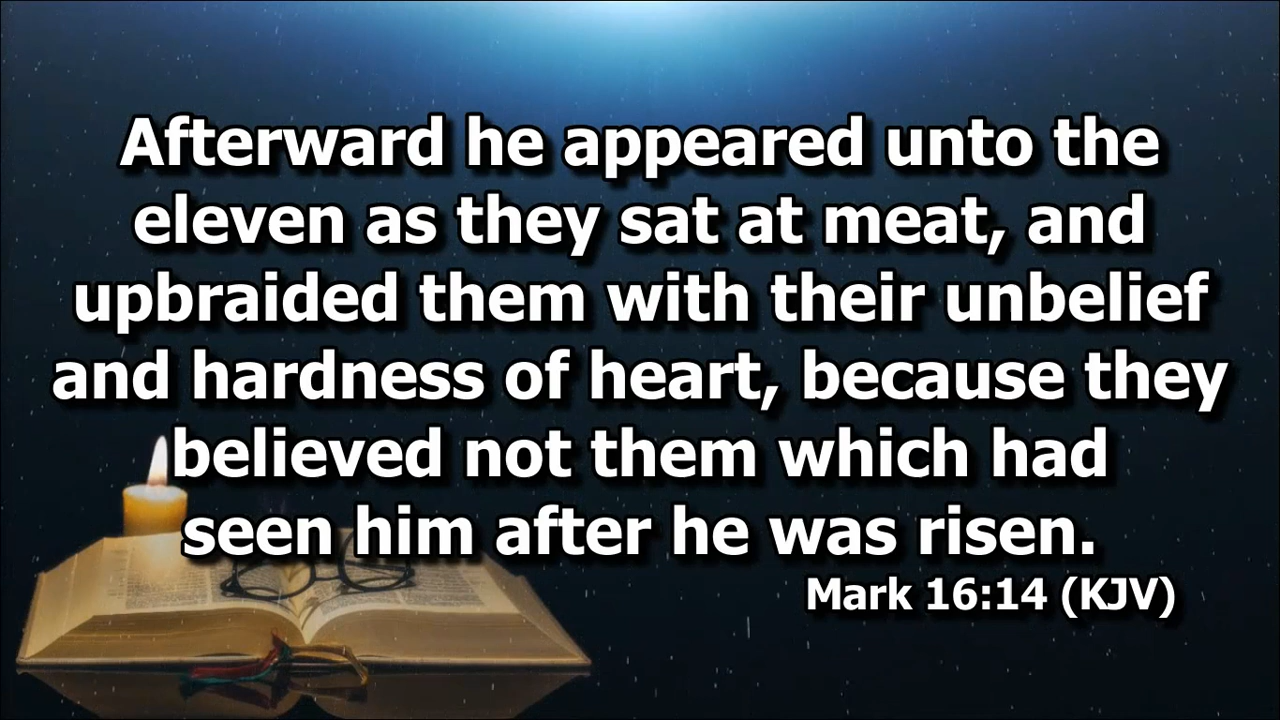 Afterward he appeared unto the
eleven as they sat at meat, and
upbraided them with their unbelief
and hardness of heart, because they
believed not them which had
seen him after he was risen.
Mark 16:14 (KJV)